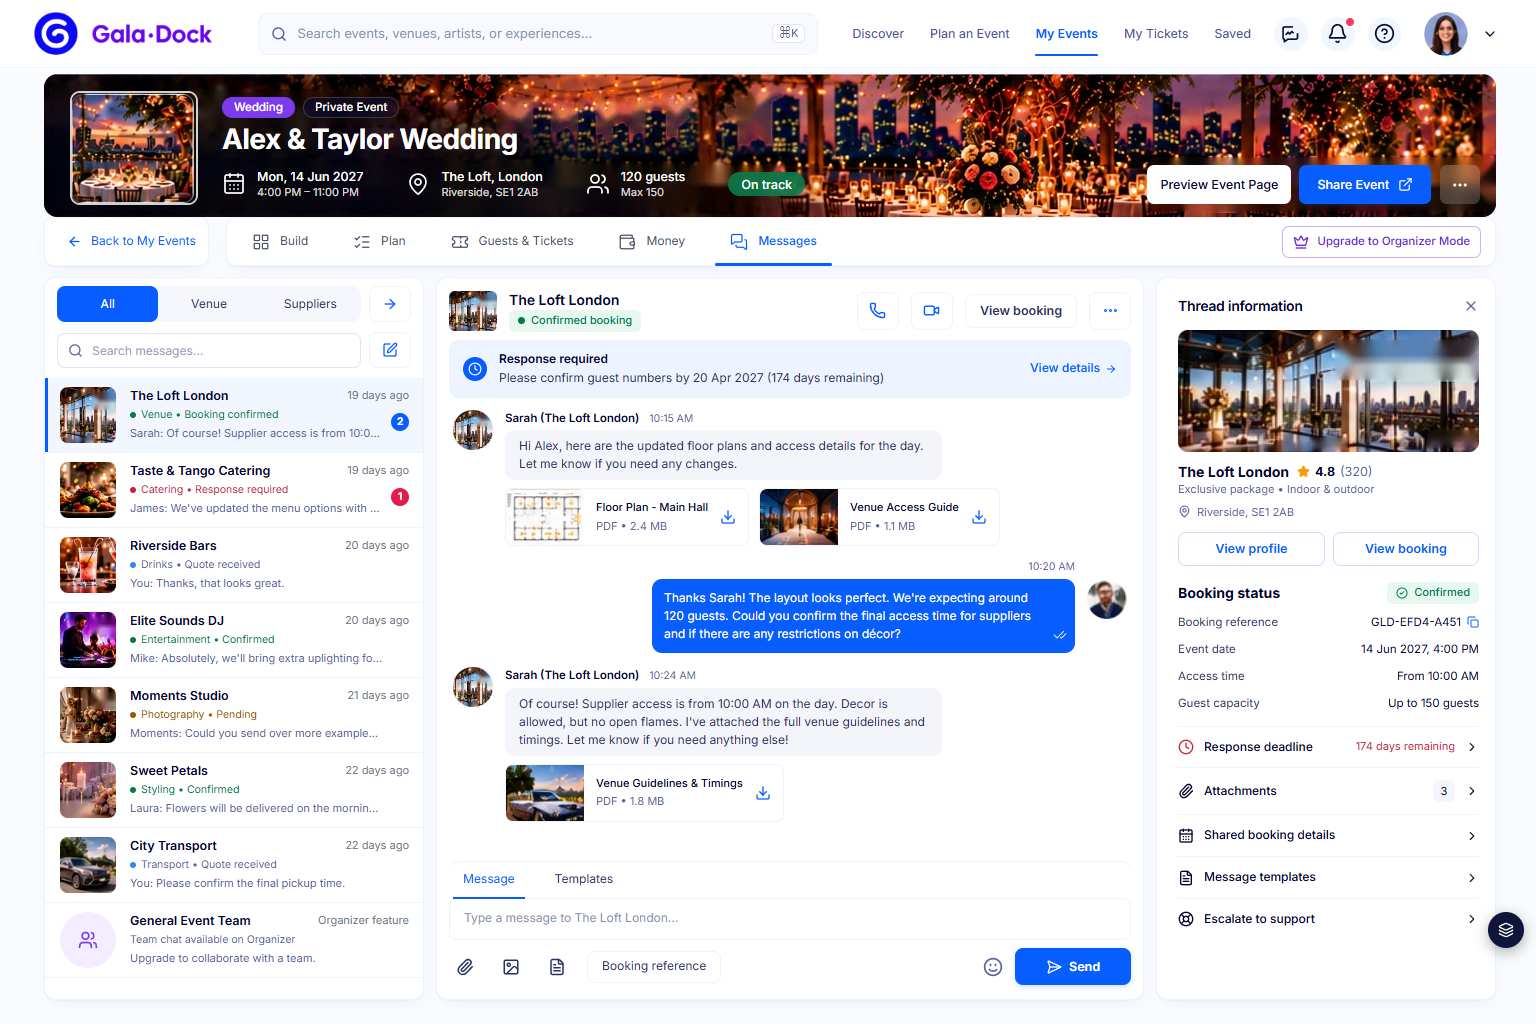 Gala·Dock
Search events, venues, artists, or experiences...
⌘K
Discover
Plan an Event
My Events
My Tickets
Saved
Wedding
Private Event
Alex & Taylor Wedding
Mon, 14 Jun 2027
4:00 PM – 11:00 PM
The Loft, London
Riverside, SE1 2AB
120 guests
Max 150
On track
Preview Event Page
Share Event
Back to My Events
Build
Plan
Guests & Tickets
Money
Messages
Upgrade to Organizer Mode
All
Venue
Suppliers
Search messages...
The Loft London
19 days ago
Venue • Booking confirmed
2
Sarah: Of course! Supplier access is from 10:0...
Taste & Tango Catering
19 days ago
Catering • Response required
1
James: We've updated the menu options with ...
Riverside Bars
20 days ago
Drinks • Quote received
You: Thanks, that looks great.
Elite Sounds DJ
20 days ago
Entertainment • Confirmed
Mike: Absolutely, we'll bring extra uplighting fo...
Moments Studio
21 days ago
Photography • Pending
Moments: Could you send over more example...
Sweet Petals
22 days ago
Styling • Confirmed
Laura: Flowers will be delivered on the mornin...
City Transport
22 days ago
Transport • Quote received
You: Please confirm the final pickup time.
General Event Team
Organizer feature
Team chat available on Organizer
Upgrade to collaborate with a team.
The Loft London
Confirmed booking
View booking
Response required
Please confirm guest numbers by 20 Apr 2027 (174 days remaining)
View details
Sarah (The Loft London) 10:15 AM
Hi Alex, here are the updated floor plans and access details for the day.
Let me know if you need any changes.
Floor Plan - Main Hall
PDF • 2.4 MB
Venue Access Guide
PDF • 1.1 MB
10:20 AM
Thanks Sarah! The layout looks perfect. We're expecting around
120 guests. Could you confirm the final access time for suppliers
and if there are any restrictions on décor?
Sarah (The Loft London) 10:24 AM
Of course! Supplier access is from 10:00 AM on the day. Decor is
allowed, but no open flames. I've attached the full venue guidelines and
timings. Let me know if you need anything else!
Venue Guidelines & Timings
PDF • 1.8 MB
Message
Templates
Type a message to The Loft London...
Booking reference
Send
Thread information
The Loft London 4.8 (320)
Exclusive package • Indoor & outdoor
Riverside, SE1 2AB
View profile
View booking
Booking status
Confirmed
Booking reference
GLD-EFD4-A451
Event date
14 Jun 2027, 4:00 PM
Access time
From 10:00 AM
Guest capacity
Up to 150 guests
Response deadline
174 days remaining
Attachments
3
Shared booking details
Message templates
Escalate to support